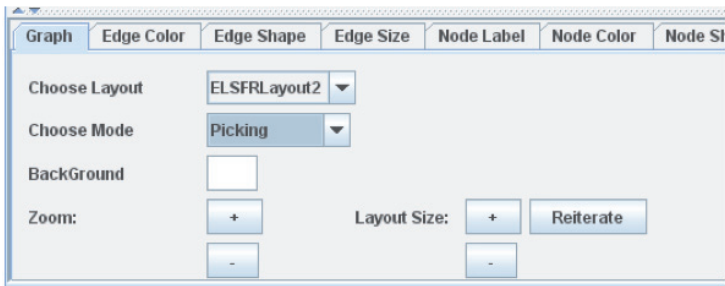 Graph Edge Color Edge Shape Edge Size Node Label Node Color Node
Choose Layout ELSFRLayout2
Choose Mode Picking
BackGround
Zoom: + Layout Size: + Reiterate
- -